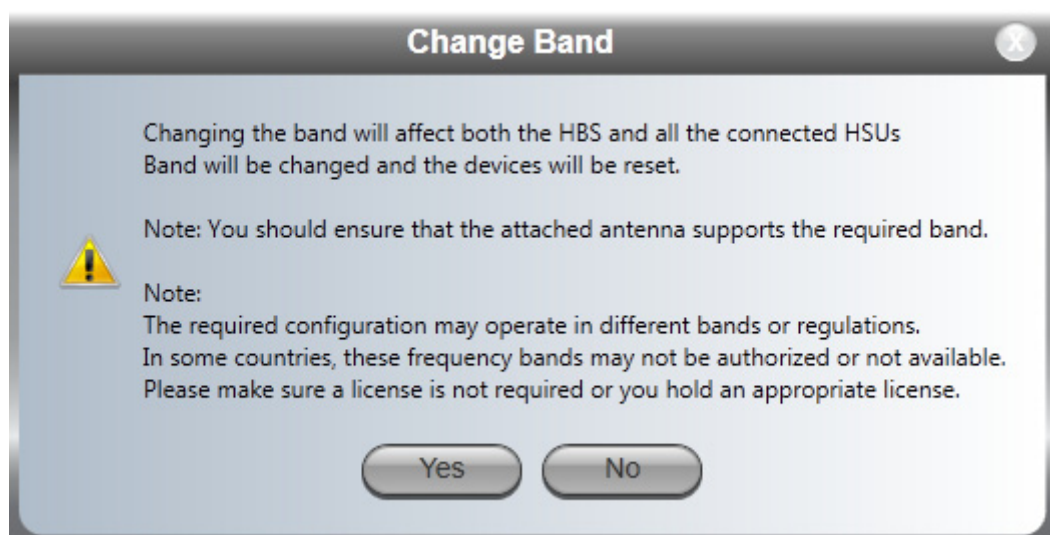 Change Band
X
Changing the band will affect both the HBS and all the connected HSUs
Band will be changed and the devices will be reset.
Note: You should ensure that the attached antenna supports the required band.
Note:
The required configuration may operate in different bands or regulations.
In some countries, these frequency bands may not be authorized or not available.
Please make sure a license is not required or you hold an appropriate license.
Yes No